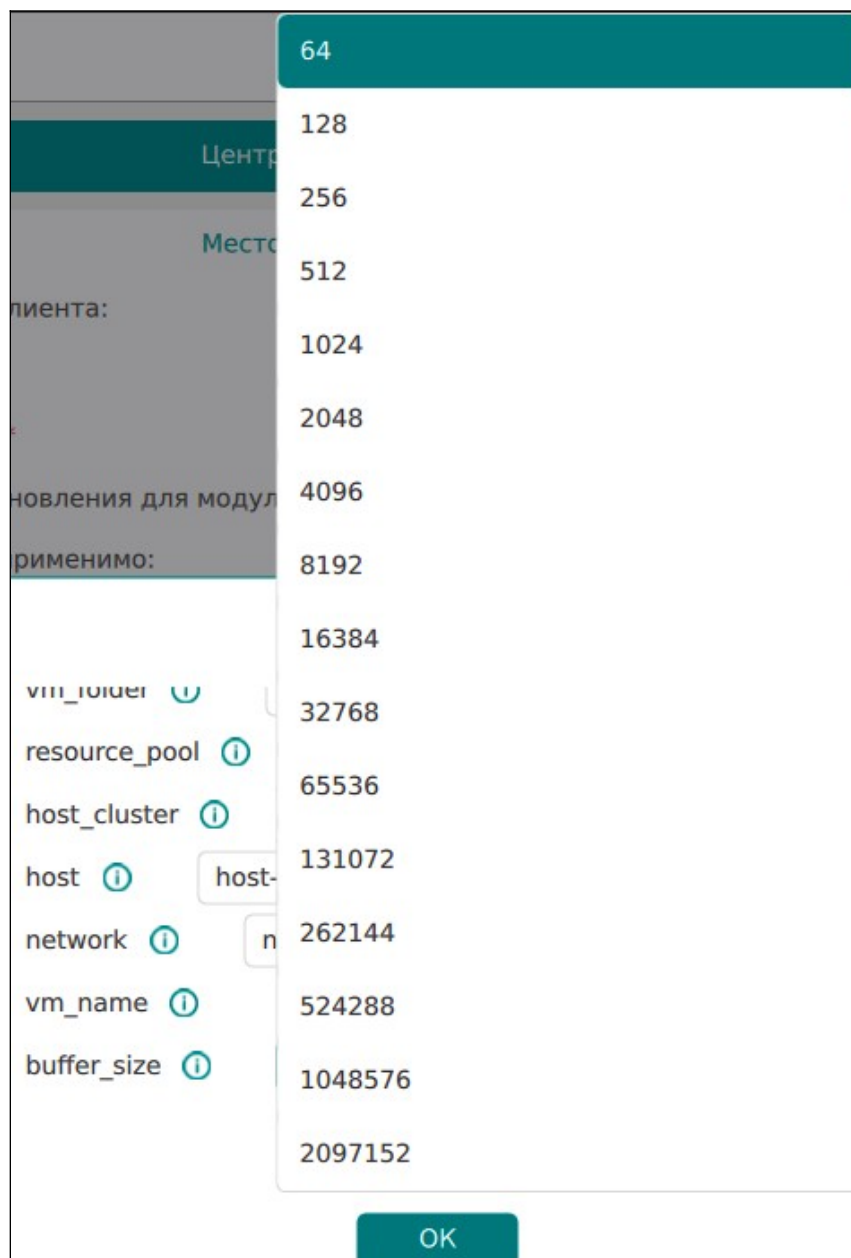 64
128
Центр
256
Место
512
лиента:
1024
*
2048
новления для модул
4096
рименимо:
8192
16384
vm_folder
32768
resource_pool
65536
host_cluster
131072
host
host-
262144
network
n
524288
vm_name
1048576
buffer_size
2097152
OK